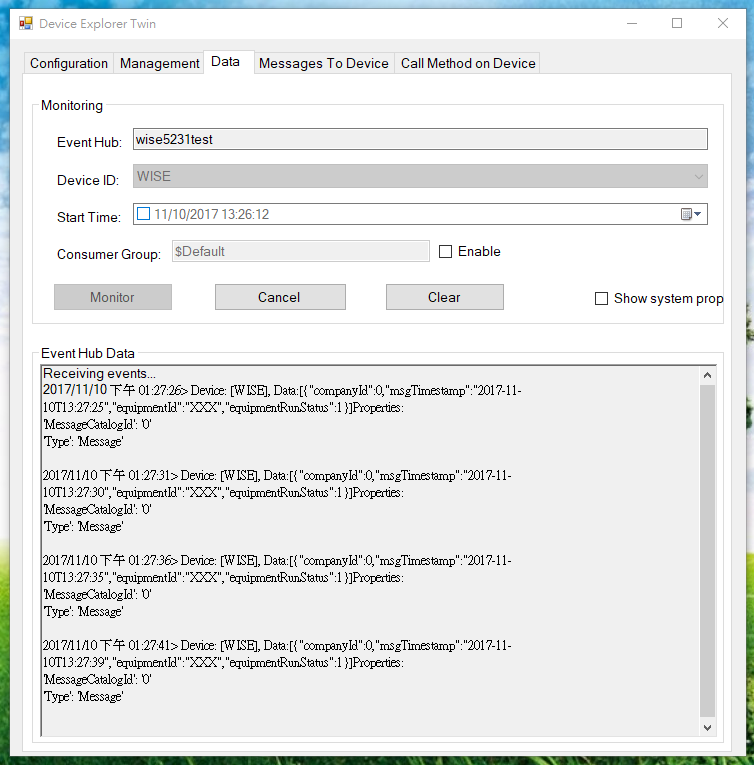 Device Explorer Twin
Configuration Management Data Messages To Device Call Method on Device
Monitoring
Event Hub: wise5231test
Device ID: WISE
Start Time: 11/10/2017 13:26:12
Consumer Group: $Default Enable
Monitor Cancel Clear Show system prop
Event Hub Data
Receiving events...
2017/11/10 下午 01:27:26> Device: [WISE], Data:[{"companyId":0,"msgTimestamp":"2017-11-
10T13:27:25","equipmentId":"XXX","equipmentRunStatus":1}]Properties:
'MessageCatalogId': '0'
'Type': 'Message'
2017/11/10 下午 01:27:31> Device: [WISE], Data:[{"companyId":0,"msgTimestamp":"2017-11-
10T13:27:30","equipmentId":"XXX","equipmentRunStatus":1}]Properties:
'MessageCatalogId': '0'
'Type': 'Message'
2017/11/10 下午 01:27:36> Device: [WISE], Data:[{"companyId":0,"msgTimestamp":"2017-11-
10T13:27:35","equipmentId":"XXX","equipmentRunStatus":1}]Properties:
'MessageCatalogId': '0'
'Type': 'Message'
2017/11/10 下午 01:27:41> Device: [WISE], Data:[{"companyId":0,"msgTimestamp":"2017-11-
10T13:27:39","equipmentId":"XXX","equipmentRunStatus":1}]Properties:
'MessageCatalogId': '0'
'Type': 'Message'